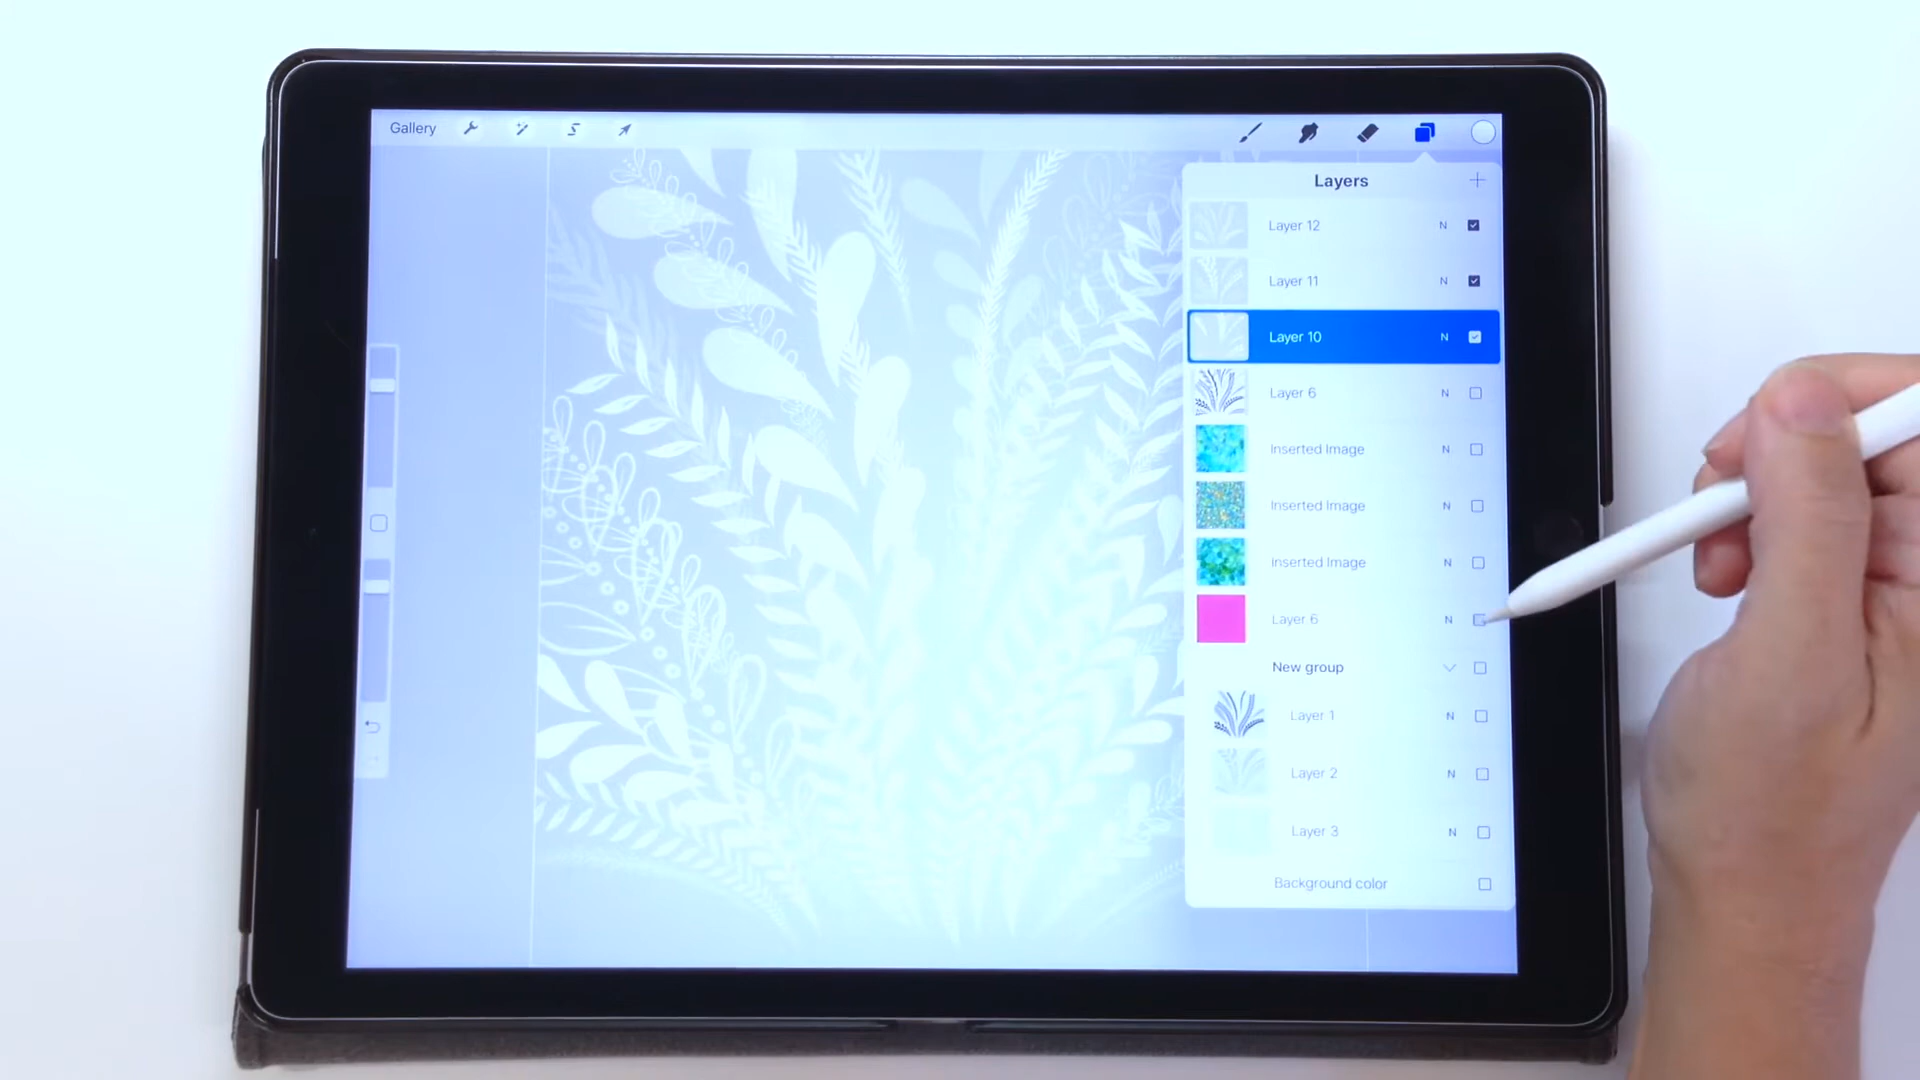 Gallery
Layers
Layer 12 N
Layer 11 N
Layer 10 N
Layer 6 N
Inserted Image N
Inserted Image N
Inserted Image N
Layer 6 N
New group
Layer 1 N
Layer 2 N
Layer 3 N
Background color